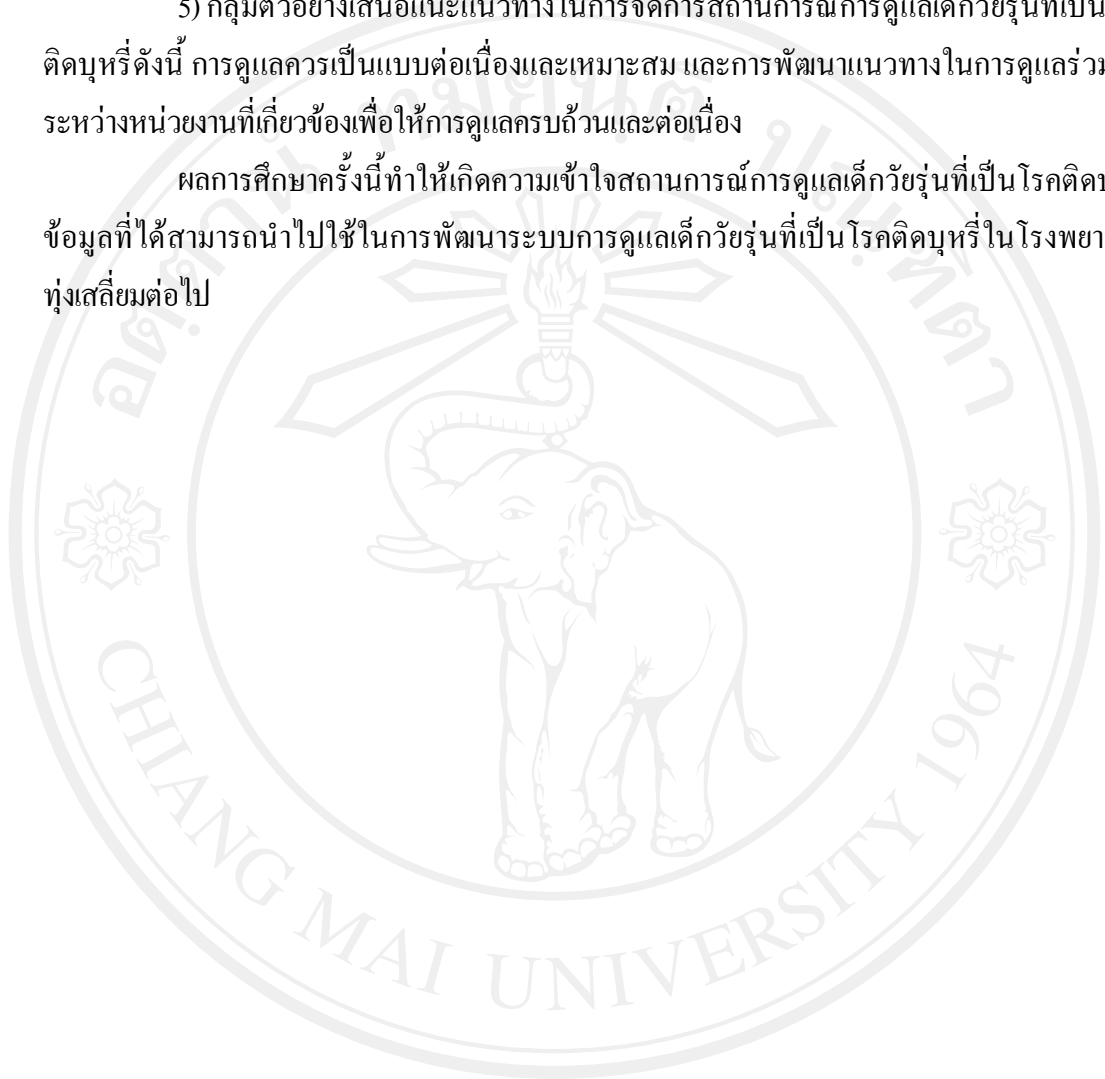 5) กลุ่มตัวอย่างเสนอแนะแนวทางในการจัดการสถานการณ์การดูแลเด็กวัยรุ่นที่เป็น
ติดบุหรี่ดังนี้ การดูแลควรเป็นแบบต่อเนื่องและเหมาะสม และการพัฒนาแนวทางในการดูแลร่วม
ระหว่างหน่วยงานที่เกี่ยวข้องเพื่อให้การดูแลครบถ้วนและต่อเนื่อง
ผลการศึกษาครั้งนี้ทำให้เกิดความเข้าใจสถานการณ์การดูแลเด็กวัยรุ่นที่เป็นโรคติดบ
ข้อมูลที่ได้สามารถนำไปใช้ในการพัฒนาระบบการดูแลเด็กวัยรุ่นที่เป็นโรคติดบุหรี่ในโรงพยา
ทุ่งเสลี่ยมต่อไป
อตฺตานํ ทมยนฺติ ปณฺฑิตา
CHIANG MAI UNIVERSITY 1964